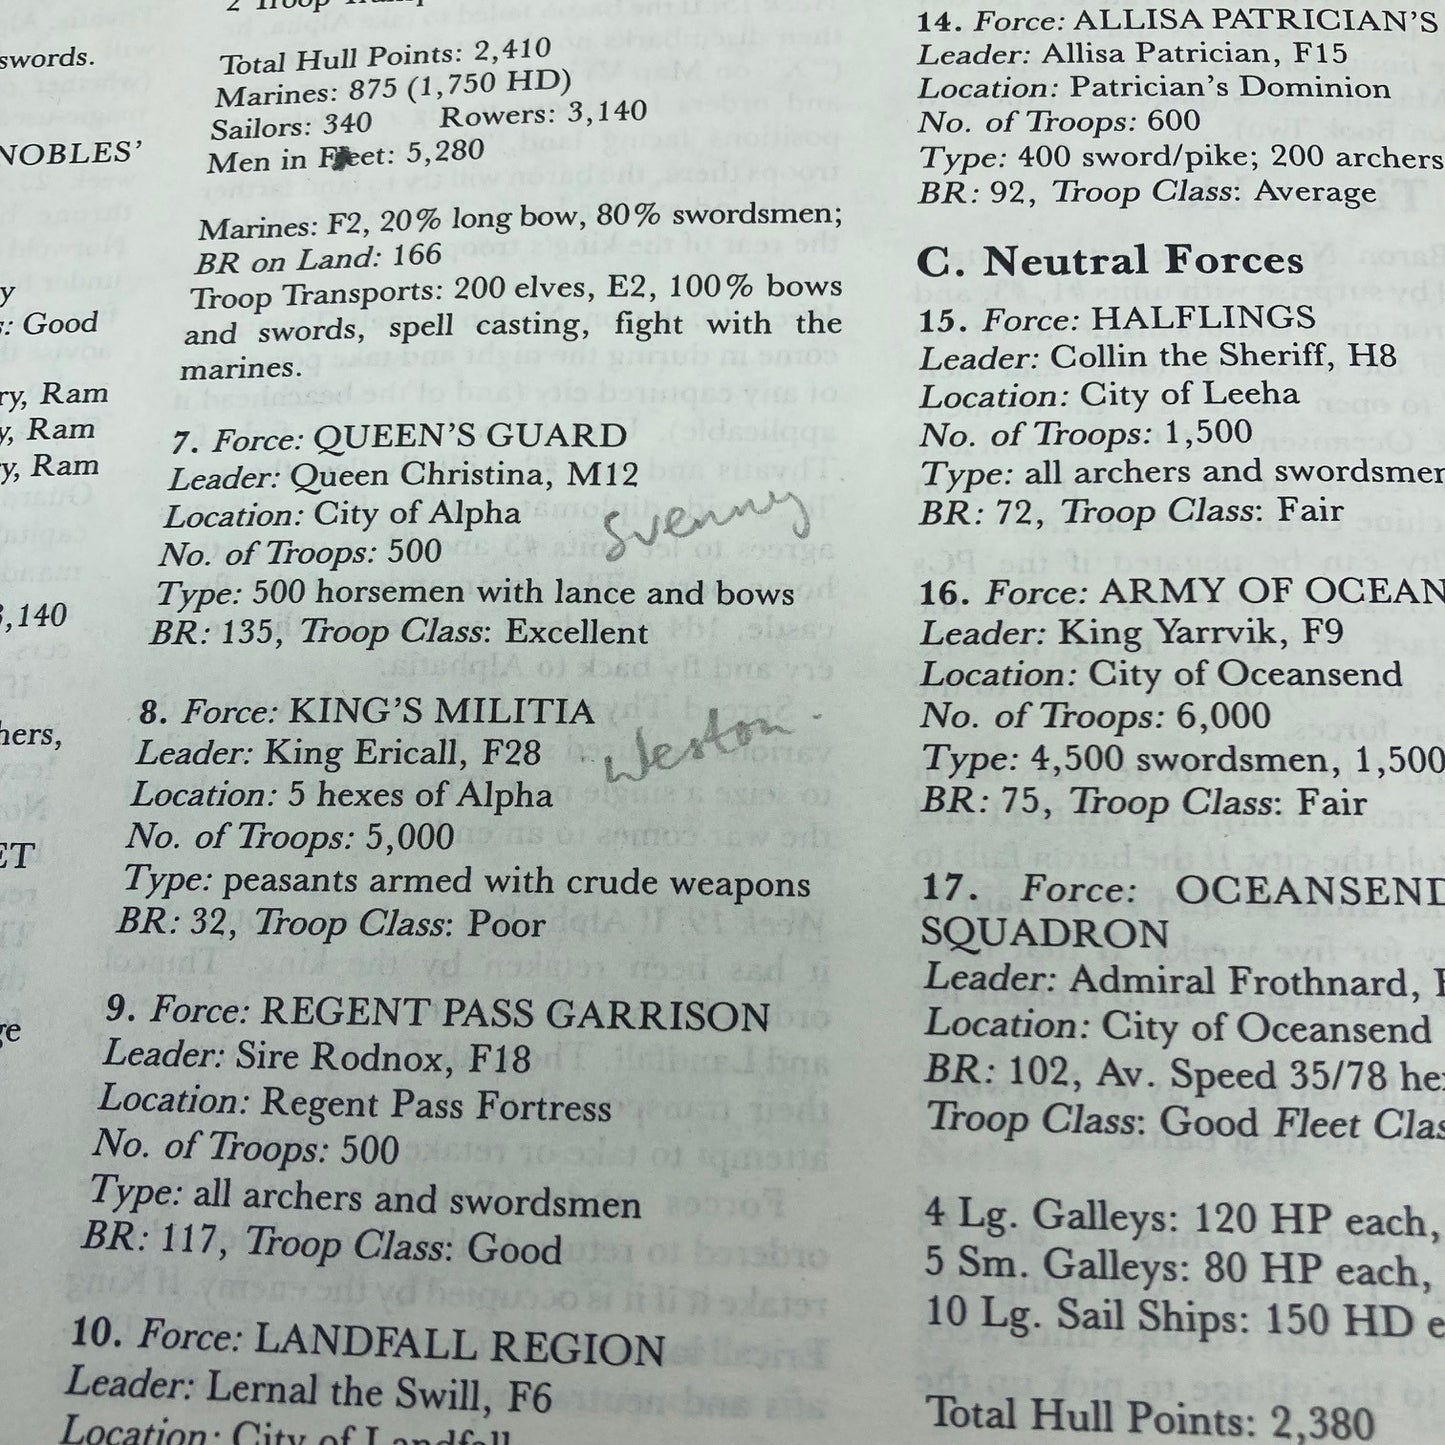 swords.
NOBLES'
y
s: Good
ry, Ram
y, Ram
y, Ram
3,140
hers,
ET
ge
2 Troop
Total Hull Points: 2,410
Marines: 875 (1,750 HD)
Sailors: 340 Rowers: 3,140
Men in Fleet: 5,280
Marines: F2, 20% long bow, 80% swordsmen;
BR on Land: 166
Troop Transports: 200 elves, E2, 100% bows
and swords, spell casting, fight with the
marines.
7. Force: QUEEN'S GUARD
Leader: Queen Christina, M12
Location: City of Alpha
Svenny
No. of Troops: 500
Type: 500 horsemen with lance and bows
BR: 135, Troop Class: Excellent
8. Force: KING'S MILITIA
Leader: King Ericall, F28
Weston
Location: 5 hexes of Alpha
No. of Troops: 5,000
Type: peasants armed with crude weapons
BR: 32, Troop Class: Poor
9. Force: REGENT PASS GARRISON
Leader: Sire Rodnox, F18
Location: Regent Pass Fortress
No. of Troops: 500
Type: all archers and swordsmen
BR: 117, Troop Class: Good
10. Force: LANDFALL REGION
Leader: Lernal the Swill, F6
Location: City of Landfall
14. Force: ALLISA PATRICIAN'S
Leader: Allisa Patrician, F15
Location: Patrician's Dominion
No. of Troops: 600
Type: 400 sword/pike; 200 archers
BR: 92, Troop Class: Average
C. Neutral Forces
15. Force: HALFLINGS
Leader: Collin the Sheriff, H8
Location: City of Leeha
No. of Troops: 1,500
Type: all archers and swordsmen
BR: 72, Troop Class: Fair
16. Force: ARMY OF OCEAN
Leader: King Yarrvik, F9
Location: City of Oceansend
No. of Troops: 6,000
Type: 4,500 swordsmen, 1,500
BR: 75, Troop Class: Fair
17. Force: OCEANSEND
SQUADRON
Leader: Admiral Frothnard,
Location: City of Oceansend
BR: 102, Av. Speed 35/78 he
Troop Class: Good Fleet Clas
4 Lg. Galleys: 120 HP each,
5 Sm. Galleys: 80 HP each,
10 Lg. Sail Ships: 150 HD e
Total Hull Points: 2,380